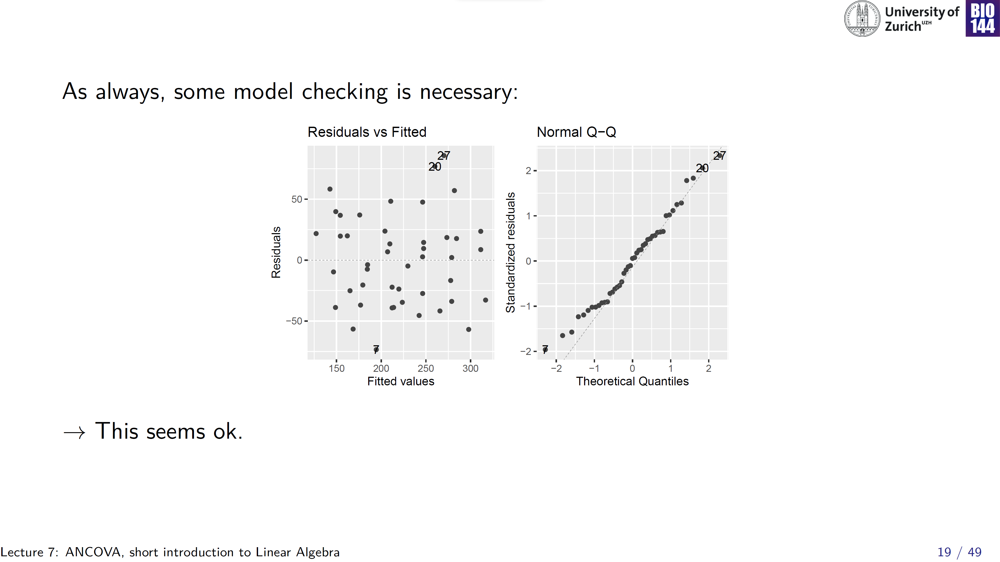 University of
Zurich UZH
BIO
144
As always, some model checking is necessary:
Residuals vs Fitted
27
20
7
50
0
−50
Residuals
150 200 250 300
Fitted values
Normal Q−Q
27
20
7
2
1
0
−1
−2
Standardized residuals
−2 −1 0 1 2
Theoretical Quantiles
→ This seems ok.
Lecture 7: ANCOVA, short introduction to Linear Algebra
19 / 49